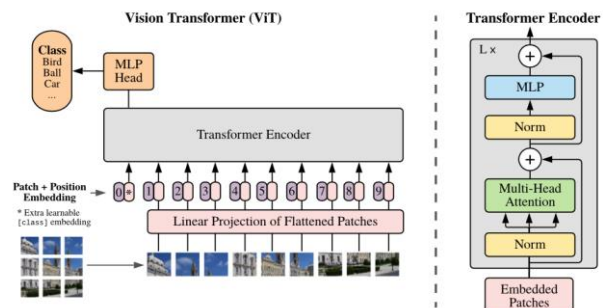 Vision Transformer (ViT)
Class
Bird
Ball
Car
...
MLP
Head
Transformer Encoder
Patch + Position
Embedding
* Extra learnable
[class] embedding
0 * 1 2 3 4 5 6 7 8 9
Linear Projection of Flattened Patches
Transformer Encoder
L ×
+
MLP
Norm
+
Multi-Head
Attention
Norm
Embedded
Patches